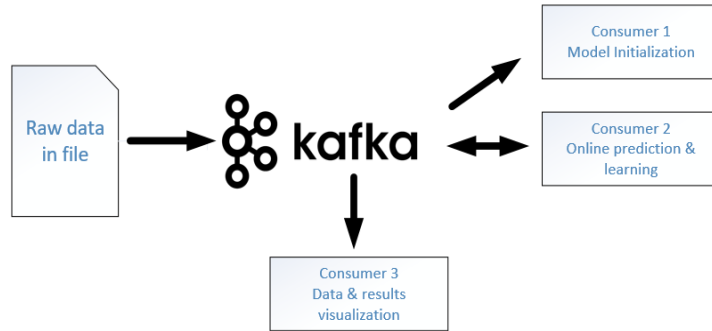 Raw data
in file
kafka
Consumer 1
Model Initialization
Consumer 2
Online prediction &
learning
Consumer 3
Data & results
visualization